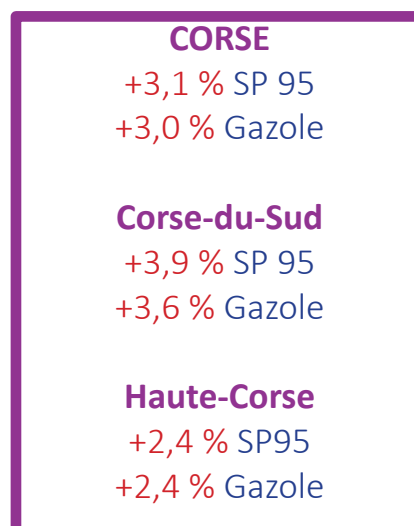 CORSE
+3,1 % SP 95
+3,0 % Gazole
Corse-du-Sud
+3,9 % SP 95
+3,6 % Gazole
Haute-Corse
+2,4 % SP95
+2,4 % Gazole